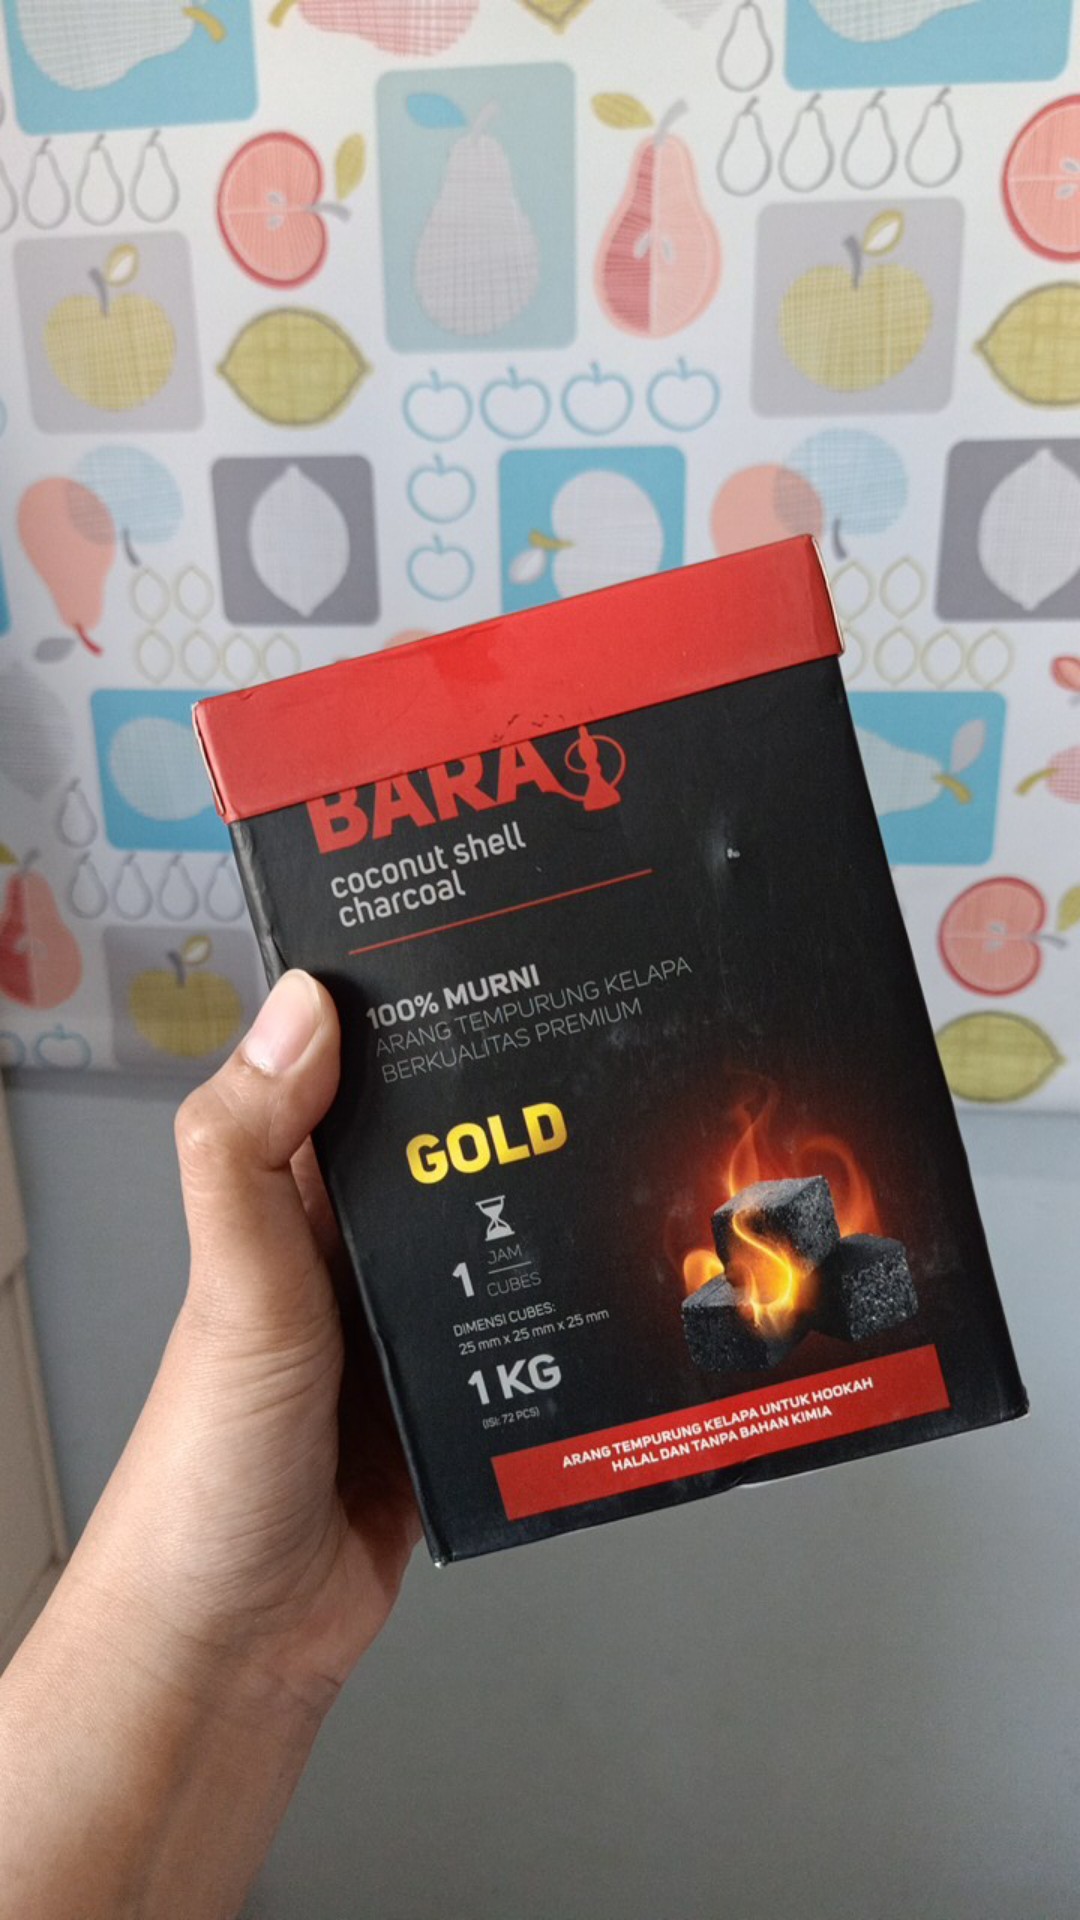 BARA
coconut shell
charcoal
100% MURNI
ARANG TEMPURUNG KELAPA
BERKUALITAS PREMIUM
GOLD
1 JAM
CUBES
DIMENSI CUBES:
25 mm x 25 mm x 25 mm
1 KG
(ISI: 72 PCS)
ARANG TEMPURUNG KELAPA UNTUK HOOKAH
HALAL DAN TANPA BAHAN KIMIA